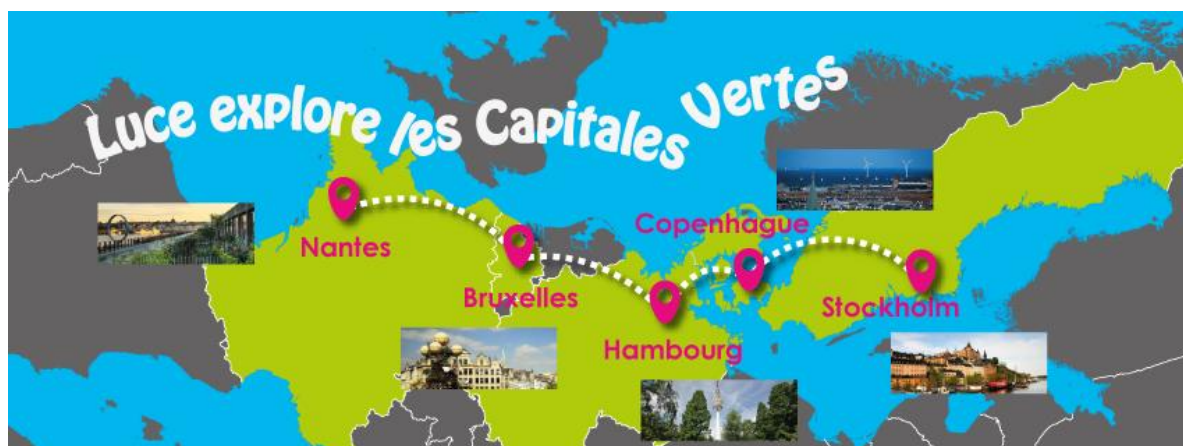 Luce explore les Capitales Vertes
Copenhague
Nantes
Bruxelles
Stockholm
Hambourg